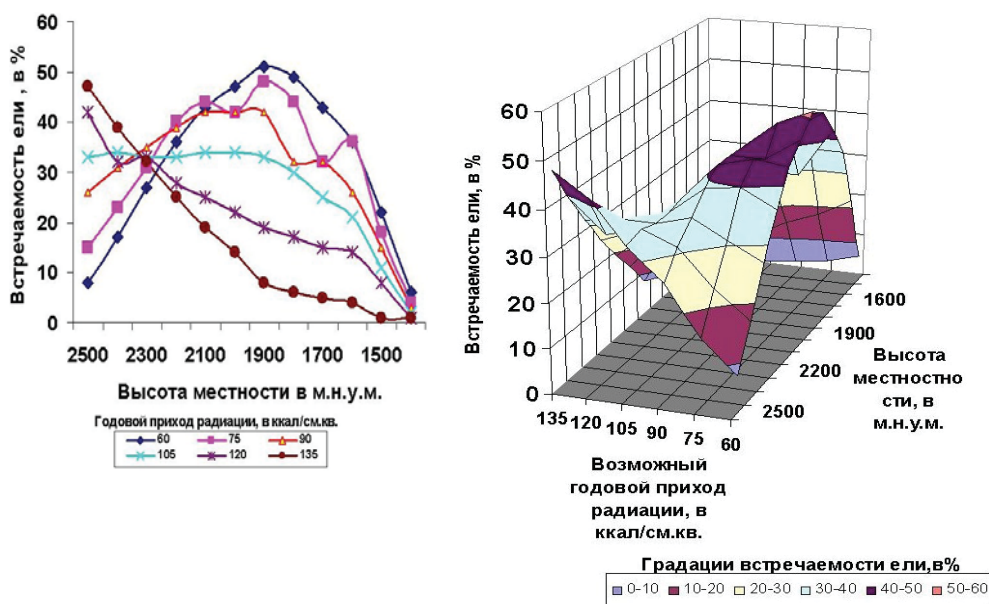 Встречаемость ели , в %
60
50
40
30
20
10
0
2500 2300 2100 1900 1700 1500
Высота местности в м.н.у.м.
Годовой приход радиации, в ккал/см.кв.
60 75 90
105 120 135
Встречаемость ели, в %
60
50
40
30
20
10
0
135 120 105 90 75 60
Возможный
годовой приход
радиации, в
ккал/см.кв.
1600
1900
2200
2500
Высота
местностно
сти, в
м.н.у.м.
Градации встречаемости ели,в%
0-10 10-20 20-30 30-40 40-50 50-60